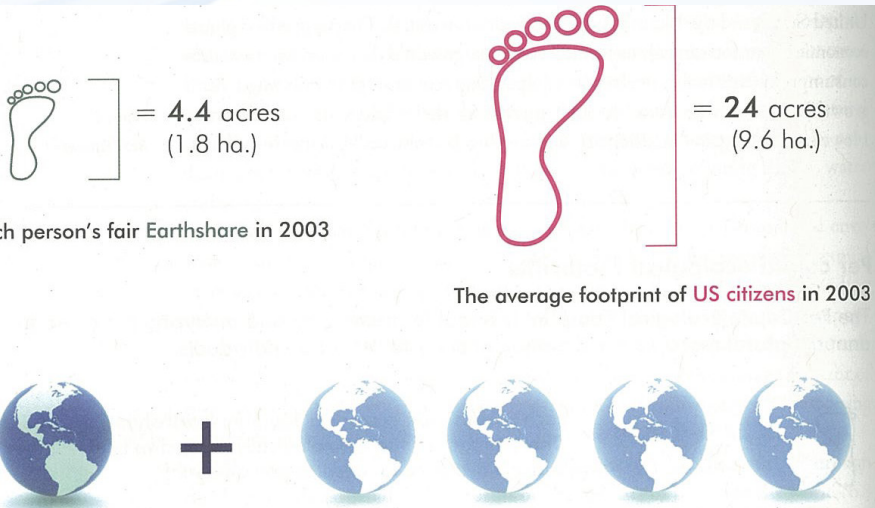 = 4.4 acres
(1.8 ha.)
= 24 acres
(9.6 ha.)
ch person's fair Earthshare in 2003
The average footprint of US citizens in 2003
+